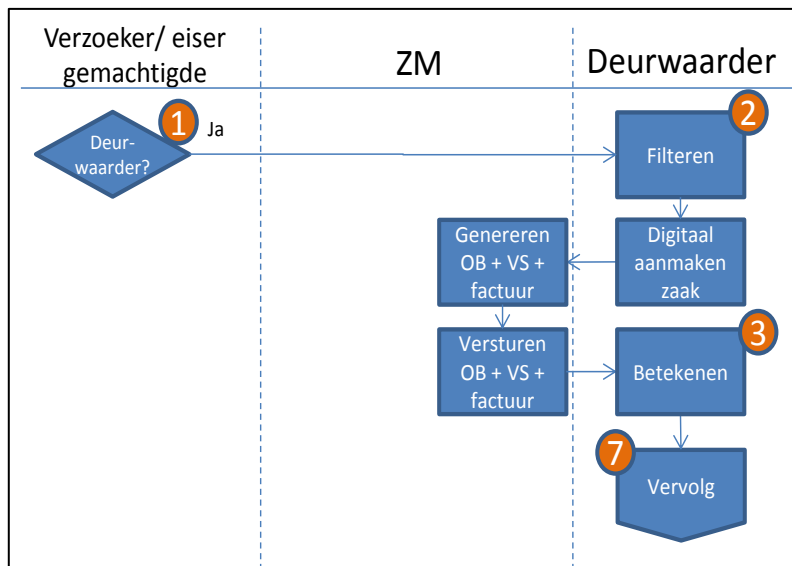 Verzoeker/ eiser
gemachtigde
ZM
Deurwaarder
1
Ja
Deur-
waarder?
2
Filteren
Genereren
OB + VS +
factuur
Digitaal
aanmaken
zaak
Versturen
OB + VS +
factuur
3
Betekenen
7
Vervolg